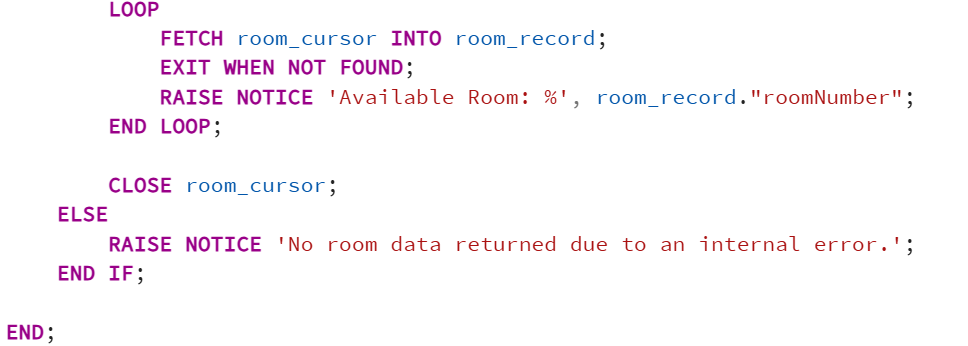 LOOP
FETCH room_cursor INTO room_record;
EXIT WHEN NOT FOUND;
RAISE NOTICE 'Available Room: %', room_record."roomNumber";
END LOOP;
CLOSE room_cursor;
ELSE
RAISE NOTICE 'No room data returned due to an internal error.';
END IF;
END;